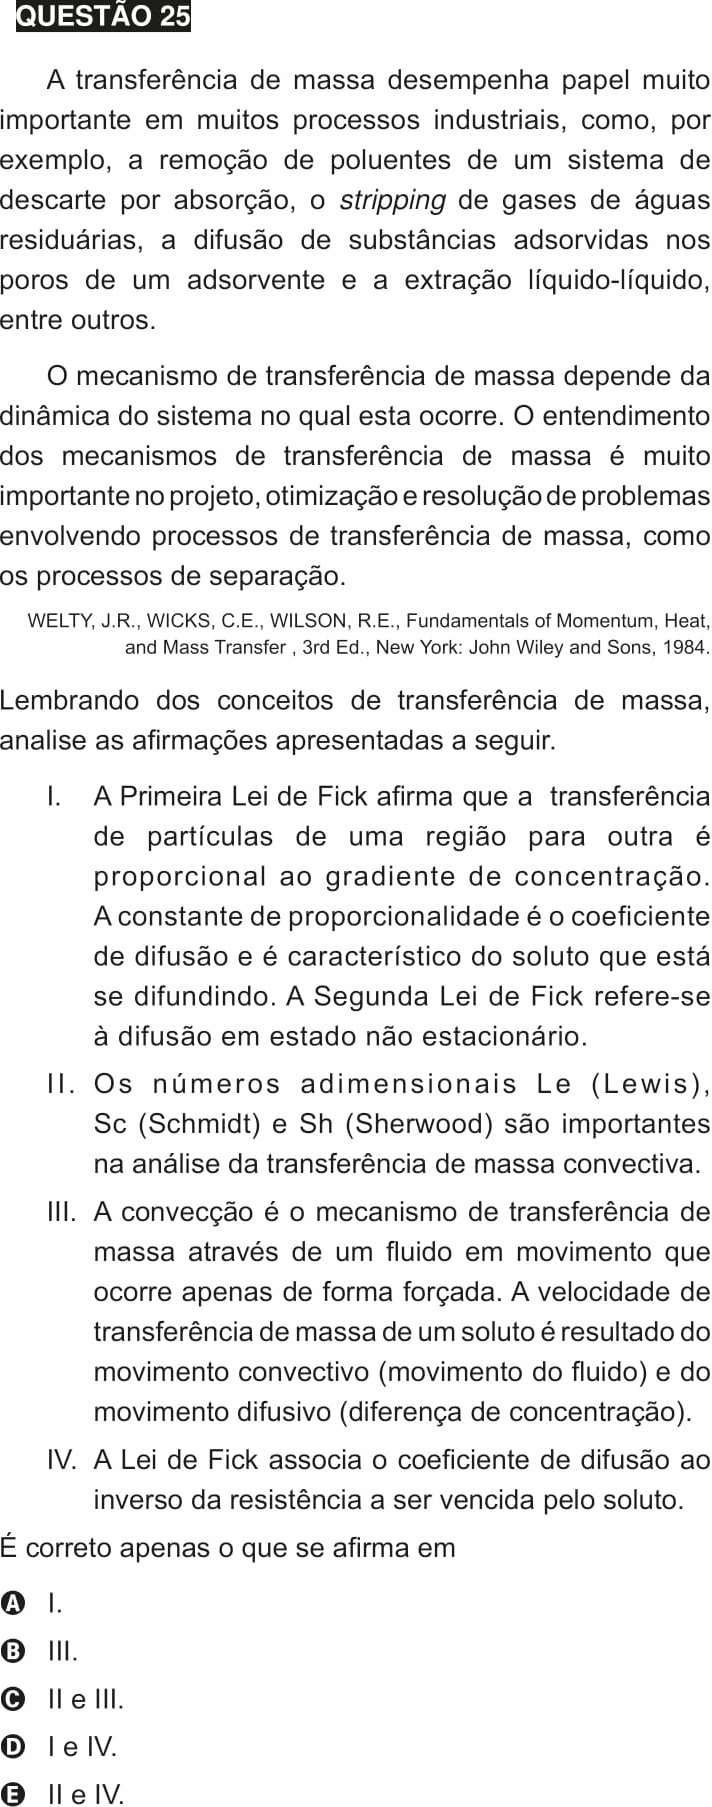 QUESTÃO 25
A transferência de massa desempenha papel muito
importante em muitos processos industriais, como, por
exemplo, a remoção de poluentes de um sistema de
descarte por absorção, o stripping de gases de águas
residuárias, a difusão de substâncias adsorvidas nos
poros de um adsorvente e a extração líquido-líquido,
entre outros.
O mecanismo de transferência de massa depende da
dinâmica do sistema no qual esta ocorre. O entendimento
dos mecanismos de transferência de massa é muito
importante no projeto, otimização e resolução de problemas
envolvendo processos de transferência de massa, como
os processos de separação.
WELTY, J.R., WICKS, C.E., WILSON, R.E., Fundamentals of Momentum, Heat,
and Mass Transfer , 3rd Ed., New York: John Wiley and Sons, 1984.
Lembrando dos conceitos de transferência de massa,
analise as afirmações apresentadas a seguir.
I. A Primeira Lei de Fick afirma que a transferência
de partículas de uma região para outra é
proporcional ao gradiente de concentração.
A constante de proporcionalidade é o coeficiente
de difusão e é característico do soluto que está
se difundindo. A Segunda Lei de Fick refere-se
à difusão em estado não estacionário.
II. Os números adimensionais Le (Lewis),
Sc (Schmidt) e Sh (Sherwood) são importantes
na análise da transferência de massa convectiva.
III. A convecção é o mecanismo de transferência de
massa através de um fluido em movimento que
ocorre apenas de forma forçada. A velocidade de
transferência de massa de um soluto é resultado do
movimento convectivo (movimento do fluido) e do
movimento difusivo (diferença de concentração).
IV. A Lei de Fick associa o coeficiente de difusão ao
inverso da resistência a ser vencida pelo soluto.
É correto apenas o que se afirma em
A I.
B III.
C II e III.
D I e IV.
E II e IV.